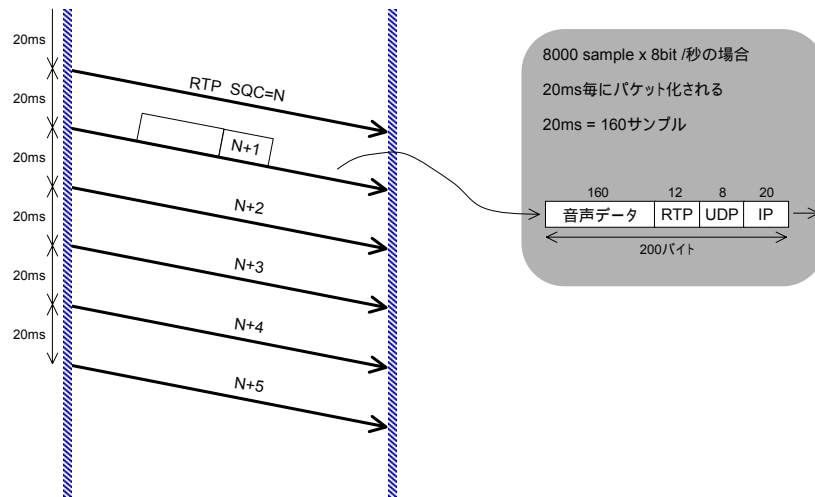 20ms
20ms
20ms
20ms
20ms
20ms
RTP SQC=N
N+1
N+2
N+3
N+4
N+5
8000 sample x 8bit /秒の場合
20ms毎にパケット化される
20ms = 160サンプル
160 12 8 20
音声データ RTP UDP IP
200バイト